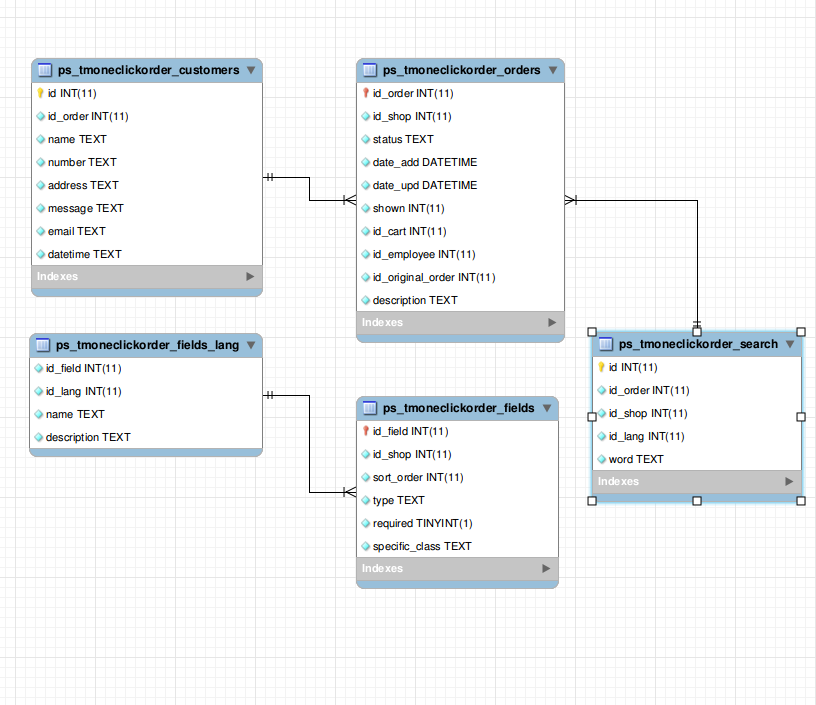 ps_tmoneclickorder_customers
id INT(11)
id_order INT(11)
name TEXT
number TEXT
address TEXT
message TEXT
email TEXT
datetime TEXT
Indexes
ps_tmoneclickorder_orders
id_order INT(11)
id_shop INT(11)
status TEXT
date_add DATETIME
date_upd DATETIME
shown INT(11)
id_cart INT(11)
id_employee INT(11)
id_original_order INT(11)
description TEXT
Indexes
ps_tmoneclickorder_fields_lang
id_field INT(11)
id_lang INT(11)
name TEXT
description TEXT
ps_tmoneclickorder_fields
id_field INT(11)
id_shop INT(11)
sort_order INT(11)
type TEXT
required TINYINT(1)
specific_class TEXT
Indexes
ps_tmoneclickorder_search
id INT(11)
id_order INT(11)
id_shop INT(11)
id_lang INT(11)
word TEXT
Indexes